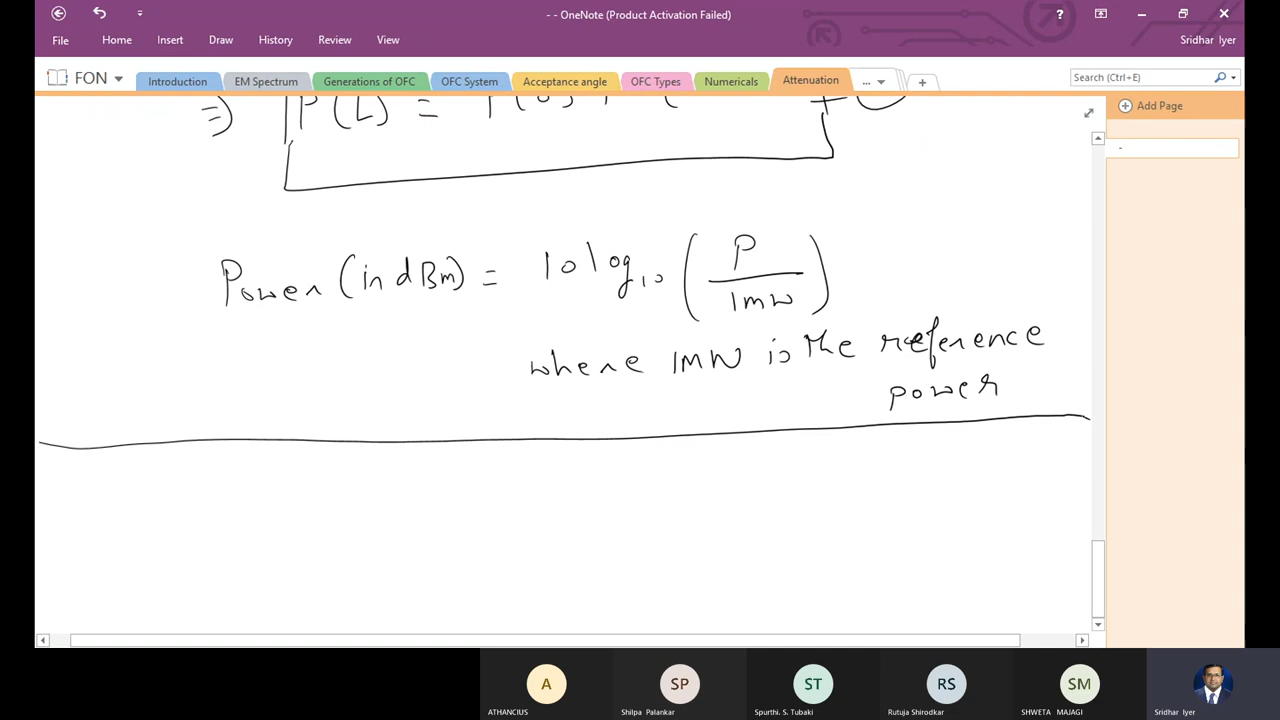 - - OneNote (Product Activation Failed)
?
File Home Insert Draw History Review View
Sridhar Iyer
FON
Introduction EM Spectrum Generations of OFC OFC System Acceptance angle OFC Types Numericals Attenuation ...
Search (Ctrl+E)
Add Page
-
⇒ P(L) =
Power (in dBm) = 10 log10 (P / 1mW)
where 1MW is the reference
power
A SP ST RS SM
ATHANCIUS Shilpa Palankar Spurthi. S. Tubaki Rutuja Shirodkar SHWETA MAJAGI Sridhar Iyer